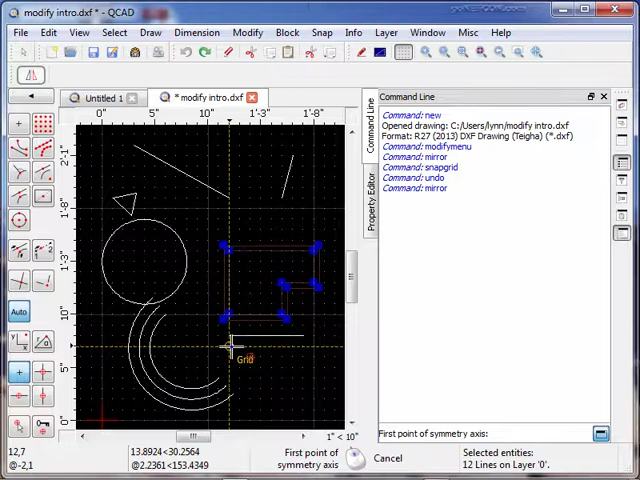 modify intro.dxf * - QCAD
File Edit View Select Draw Dimension Modify Block Snap Info Layer Window Misc Help
Untitled 1
* modify intro.dxf
0" 5" 10" 1'-3" 1'-8"
2'-1"
1'-8"
1'-3"
10"
5"
0"
Grid
1" < 10"
Command Line
Property Editor
Command Line
Command: new
Opened drawing: C:/Users/lynn/modify intro.dxf
Format: R27 (2013) DXF Drawing (Teigha) (*.dxf)
Command: modifymenu
Command: mirror
Command: snapgrid
Command: undo
Command: mirror
First point of symmetry axis:
Auto
12,7
@-2,1
13.8924<30.2564
@2.2361<153.4349
First point of
symmetry axis
Cancel
Selected entities:
12 Lines on Layer '0'.